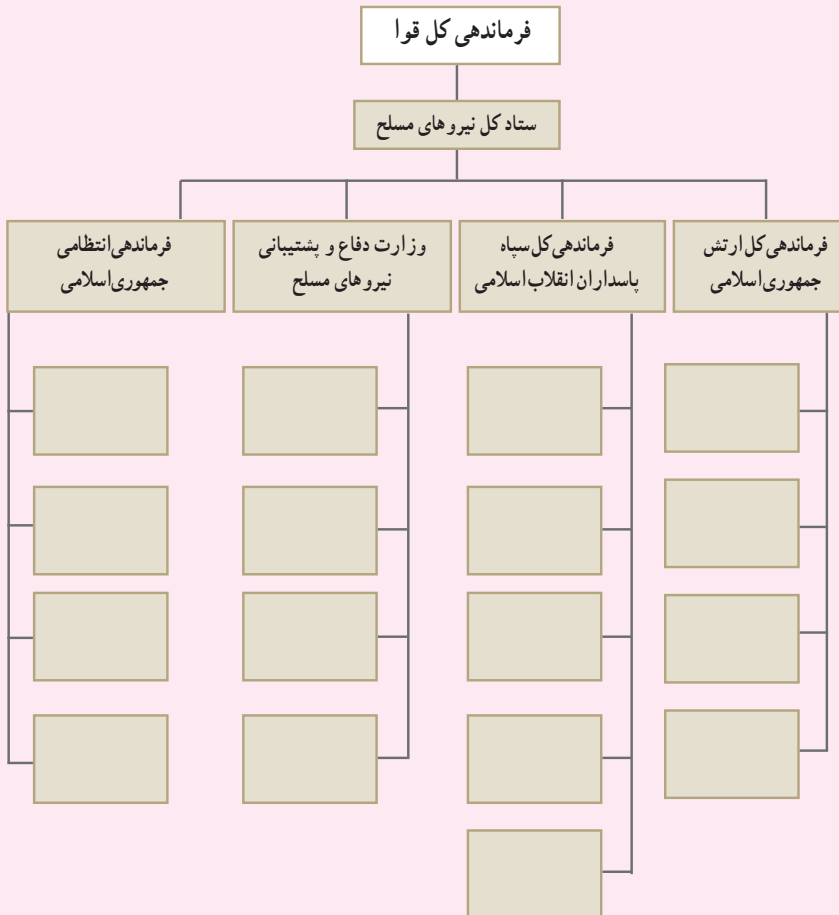 فرماندهی کل قوا
ستاد کل نیروهای مسلح
فرماندهی کل ارتش
جمهوری اسلامی
فرماندهی کل سپاه
پاسداران انقلاب اسلامی
وزارت دفاع و پشتیبانی
نیروهای مسلح
فرماندهی انتظامی
جمهوری اسلامی